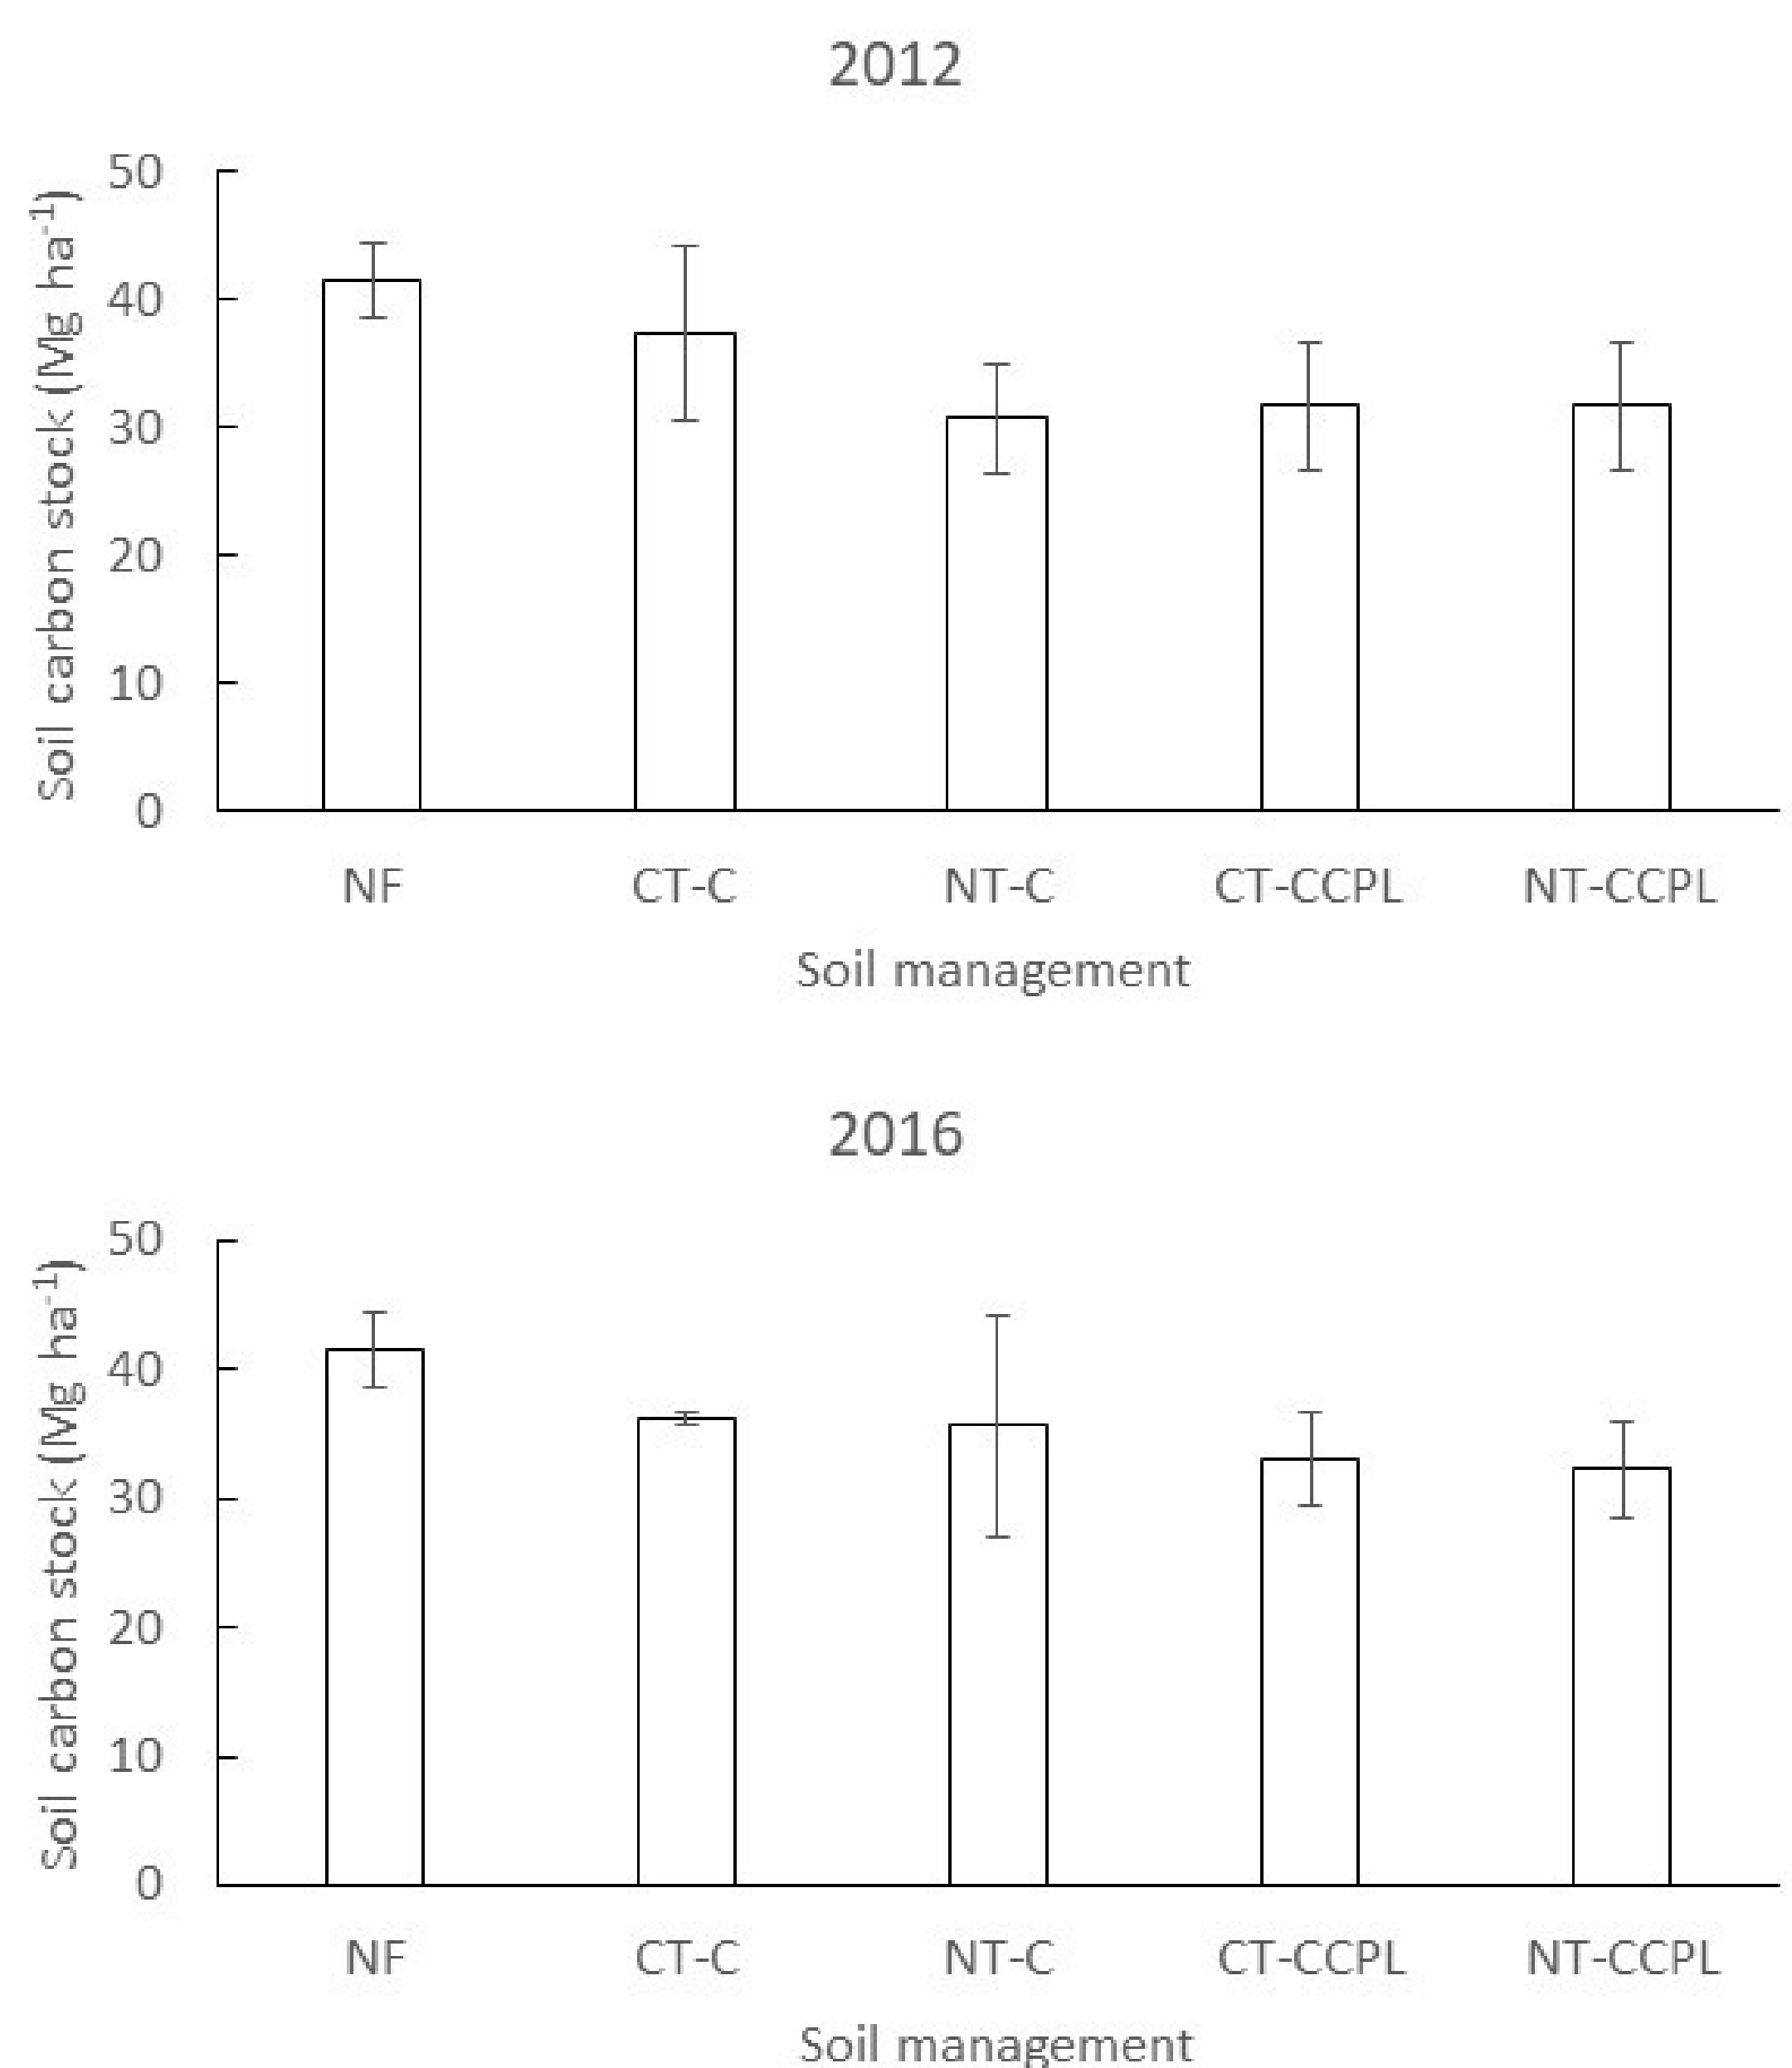 2012
Soil carbon stock (Mg ha-1)
50
40
30
20
10
0
NF CT-C NT-C CT-CCPL NT-CCPL
Soil management
2016
Soil carbon stock (Mg ha-1)
50
40
30
20
10
0
NF CT-C NT-C CT-CCPL NT-CCPL
Soil management